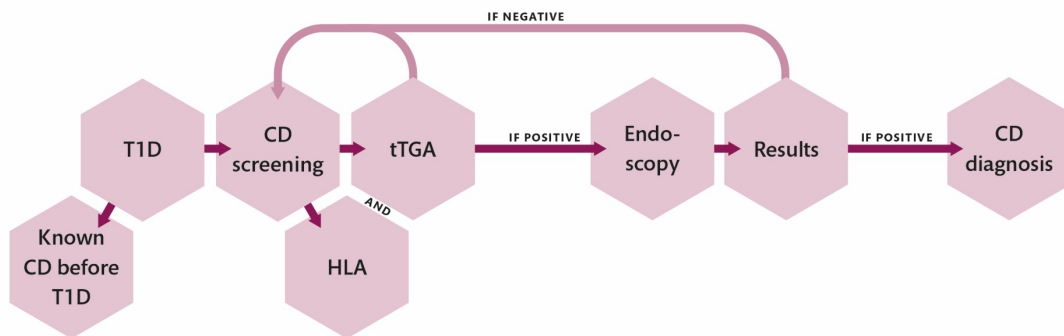 IF NEGATIVE
T1D
CD
screening
tTGA
IF POSITIVE
Endo-
scopy
Results
IF POSITIVE
CD
diagnosis
Known
CD before
T1D
AND
HLA